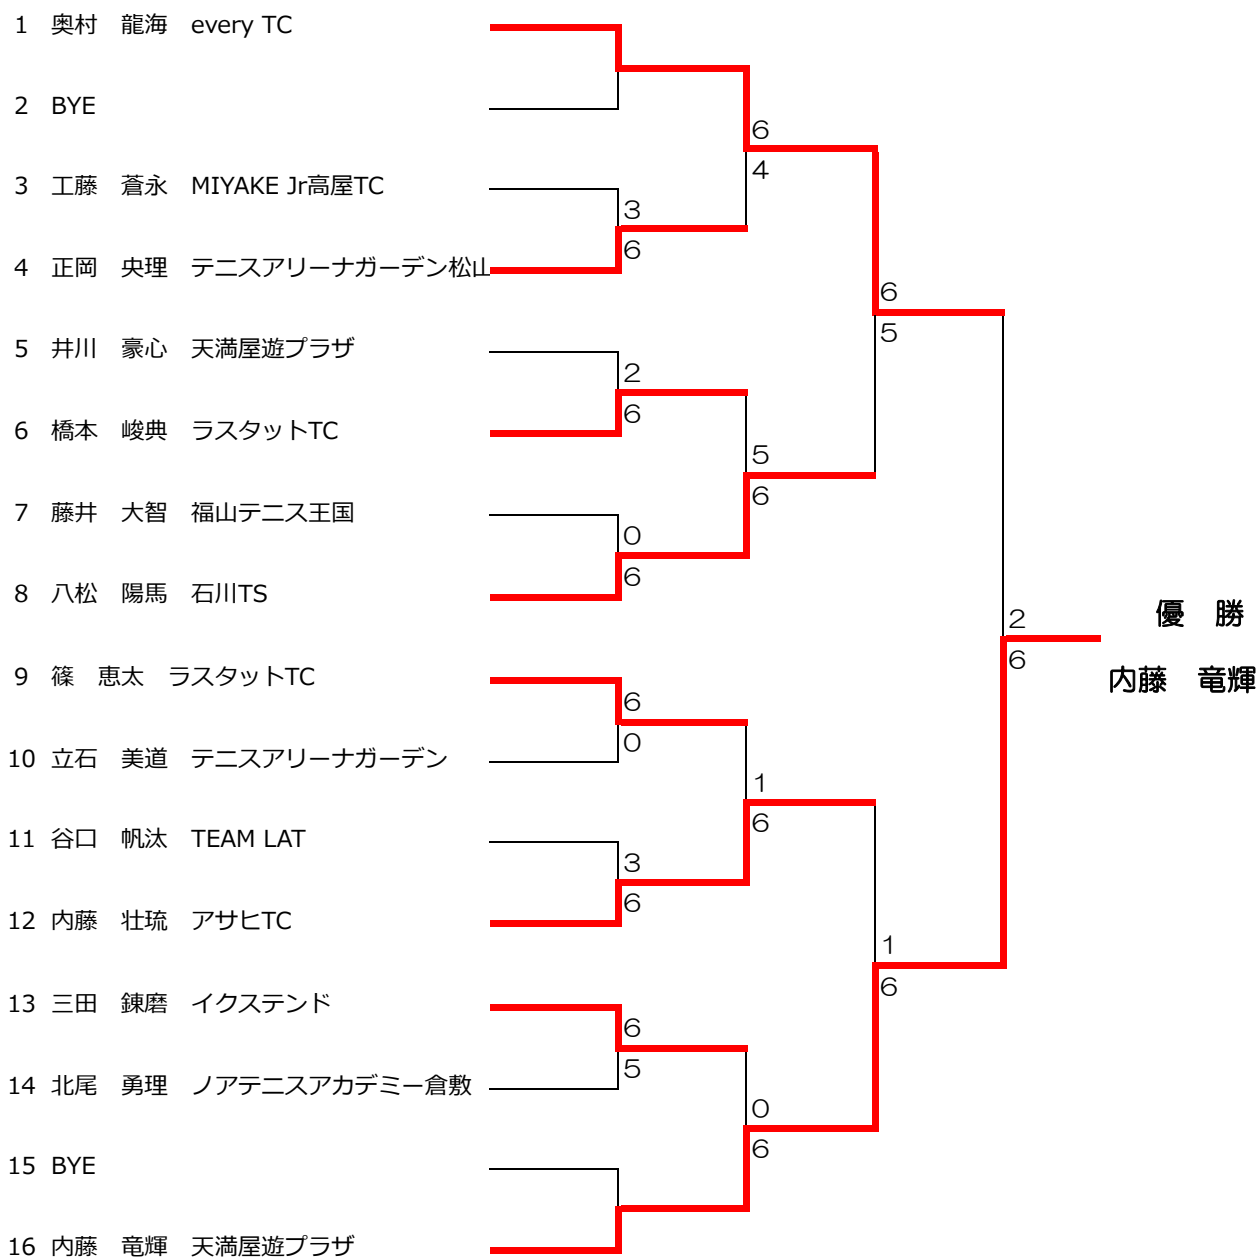 1 奥村　龍海　every TC
2 BYE
6
4
3 工藤　蒼永　MIYAKE Jr高屋TC
3
6
4 正岡　央理　テニスアリーナガーデン松山
6
5
5 井川　豪心　天満屋遊プラザ
2
6
6 橋本　峻典　ラスタットTC
5
6
7 藤井　大智　福山テニス王国
0
6
8 八松　陽馬　石川TS
優　勝
2
6
内藤　竜輝
9 篠　恵太　ラスタットTC
6
0
10 立石　美道　テニスアリーナガーデン
1
6
11 谷口　帆汰　TEAM LAT
3
6
12 内藤　壮琉　アサヒTC
1
6
13 三田　錬磨　イクステンド
6
5
14 北尾　勇理　ノアテニスアカデミー倉敷
0
6
15 BYE
16 内藤　竜輝　天満屋遊プラザ